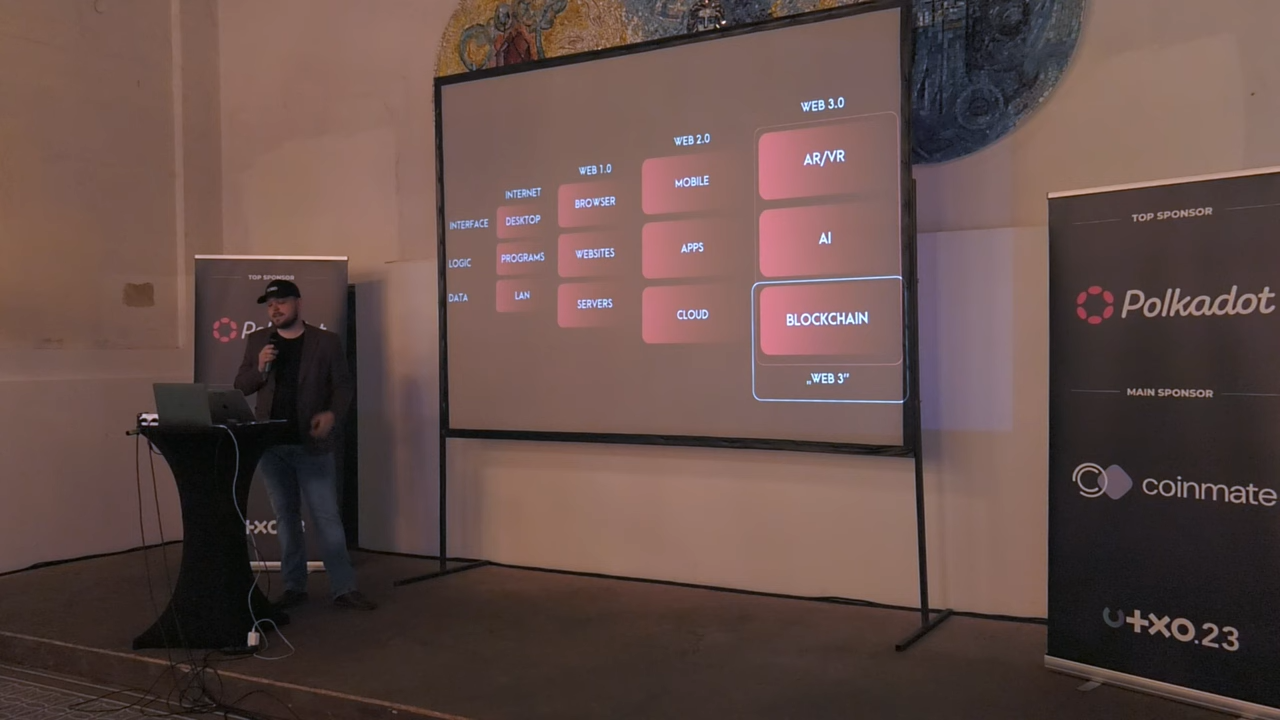 TOP SPONSOR
+XO
INTERNET
WEB 1.0
WEB 2.0
WEB 3.0
INTERFACE
DESKTOP
BROWSER
MOBILE
AR/VR
LOGIC
PROGRAMS
WEBSITES
APPS
AI
DATA
LAN
SERVERS
CLOUD
BLOCKCHAIN
„WEB 3”
TOP SPONSOR
Polkadot
MAIN SPONSOR
coinmate
utxo.23